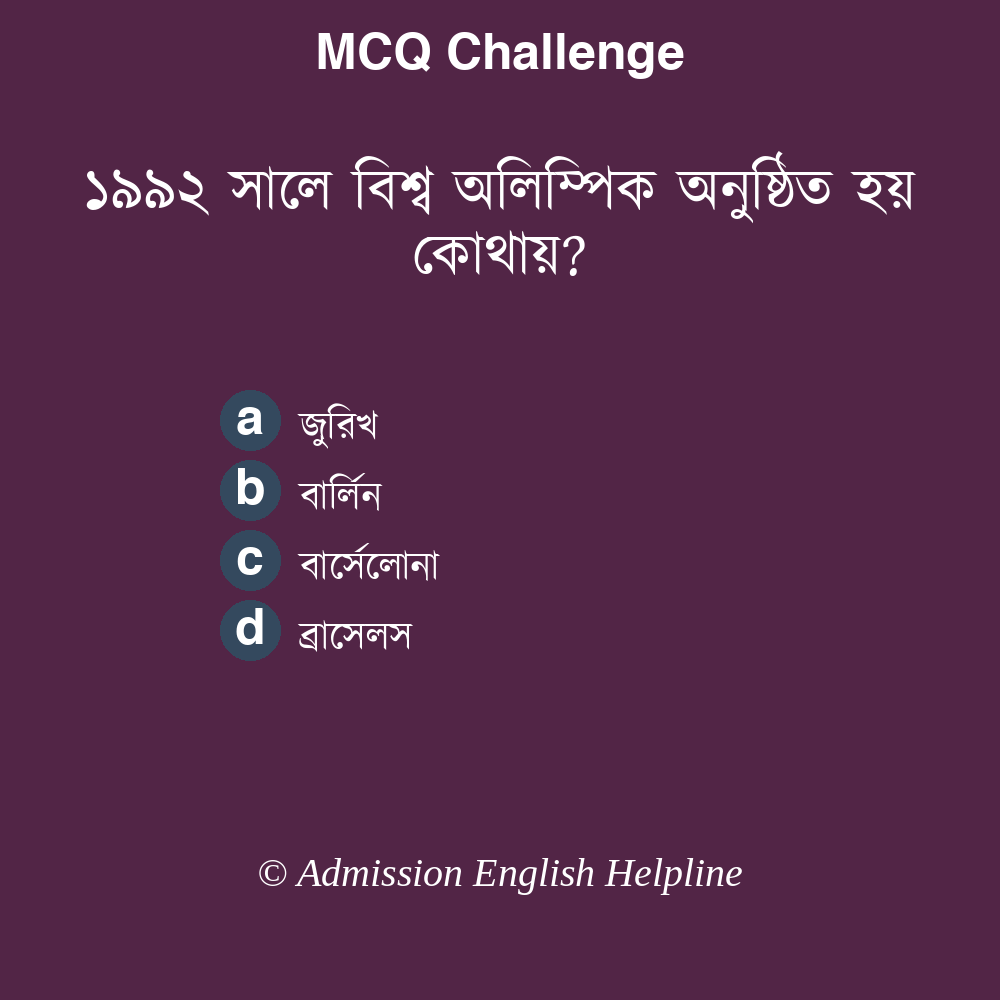 MCQ Challenge
১৯৯২ সালে বিশ্ব অলিম্পিক অনুষ্ঠিত হয়
কোথায়?
a জুরিখ
b বার্লিন
c বার্সেলোনা
d ব্রাসেলস
© Admission English Helpline